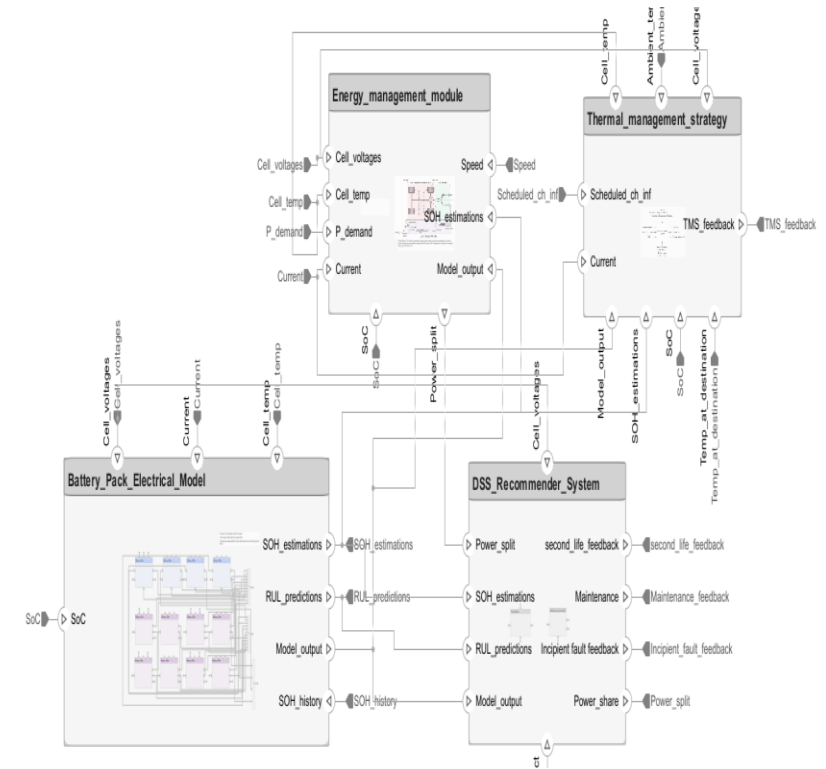 Cell_temp
Ambient_ter
Ambie
Cell_voltage
Energy_management_module
Cell_voltages
Cell_voltages
Cell_temp
Cell_temp
P_demand
P_demand
Current
Current
Speed
Speed
SOH_estimations
Model_output
SoC
SoC
Power_split
Thermal_management_strategy
Scheduled_ch_inf
Scheduled_ch_inf
TMS_feedback
TMS_feedback
Current
Model_output
SOH_estimations
SoC
SoC
Temp_at_destination
Temp_at_destination
Cell_voltages
Cell_voltages
Current
Current
Cell_temp
Cell_temp
Battery_Pack_Electrical_Model
SoC
SoC
SOH_estimations
SOH_estimations
RUL_predictions
RUL_predictions
Model_output
SOH_history
SOH_history
Cell_voltages
DSS_Recommender_System
Power_split
SOH_estimations
RUL_predictions
Model_output
second_life_feedback
second_life_feedback
Maintenance
Maintenance_feedback
Incipient fault feedback
Incipient_fault_feedback
Power_share
Power_split
ct